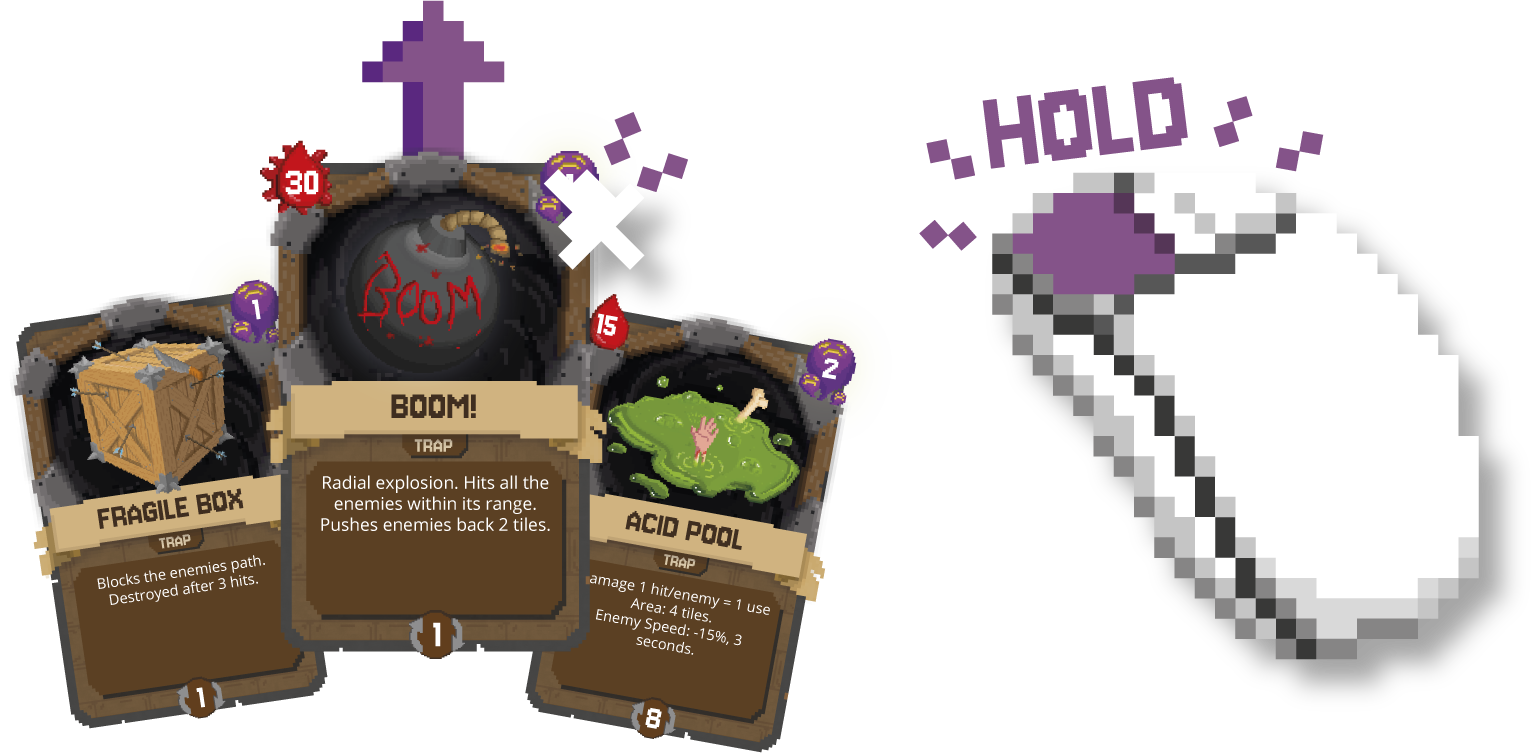 HOLD
30
BOOM
BOOM!
TRAP
Radial explosion. Hits all the
enemies within its range.
Pushes enemies back 2 tiles.
1
1
FRAGILE BOX
TRAP
Blocks the enemies path.
Destroyed after 3 hits.
1
15
2
ACID POOL
TRAP
amage 1 hit/enemy = 1 use
Area: 4 tiles.
Enemy Speed: -15%, 3
seconds.
8